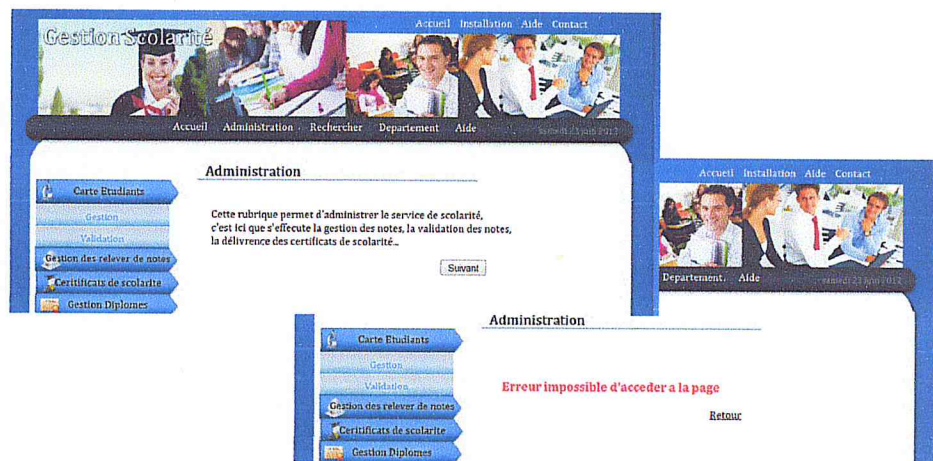 Accueil Installation Aide Contact
Gestion Scolarité
Accueil Administration Rechercher Departement Aide
Administration
Carte Etudiants
Gestion
Validation
Gestion des relever de notes
Ceritificats de scolarite
Gestion Diplomes
Cette rubrique permet d'administrer le service de scolarité,
c'est ici que s'effecute la gestion des notes, la validation des notes,
la délivrence des certificats de scolarité...
Suivant
Accueil Installation Aide Contact
Departement Aide
Administration
Carte Etudiants
Gestion
Validation
Gestion des relever de notes
Ceritificats de scolarite
Gestion Diplomes
Erreur impossible d'acceder a la page
Retour